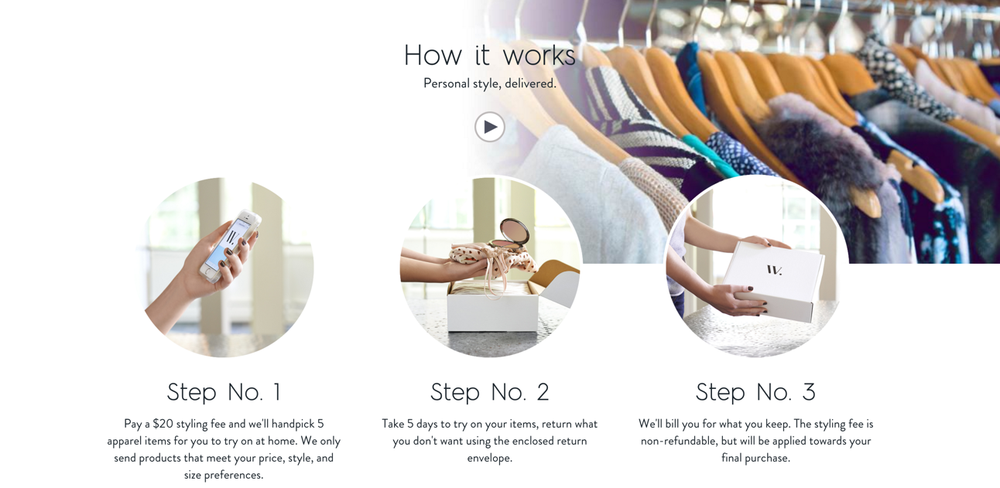 How it works
Personal style, delivered.
W.
W.
Step No. 1
Pay a $20 styling fee and we'll handpick 5
apparel items for you to try on at home. We only
send products that meet your price, style, and
size preferences.
Step No. 2
Take 5 days to try on your items, return what
you don't want using the enclosed return
envelope.
Step No. 3
We'll bill you for what you keep. The styling fee is
non-refundable, but will be applied towards your
final purchase.